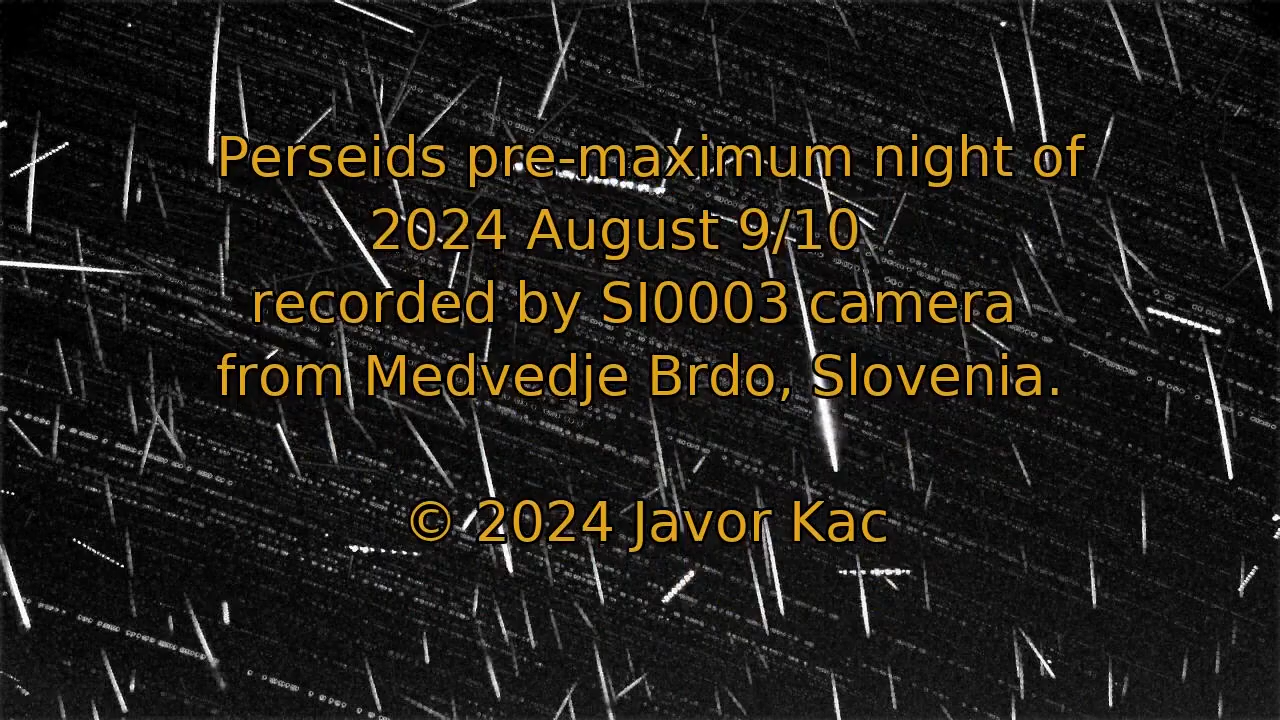 Perseids pre-maximum night of
2024 August 9/10
recorded by SI0003 camera
from Medvedje Brdo, Slovenia.
© 2024 Javor Kac